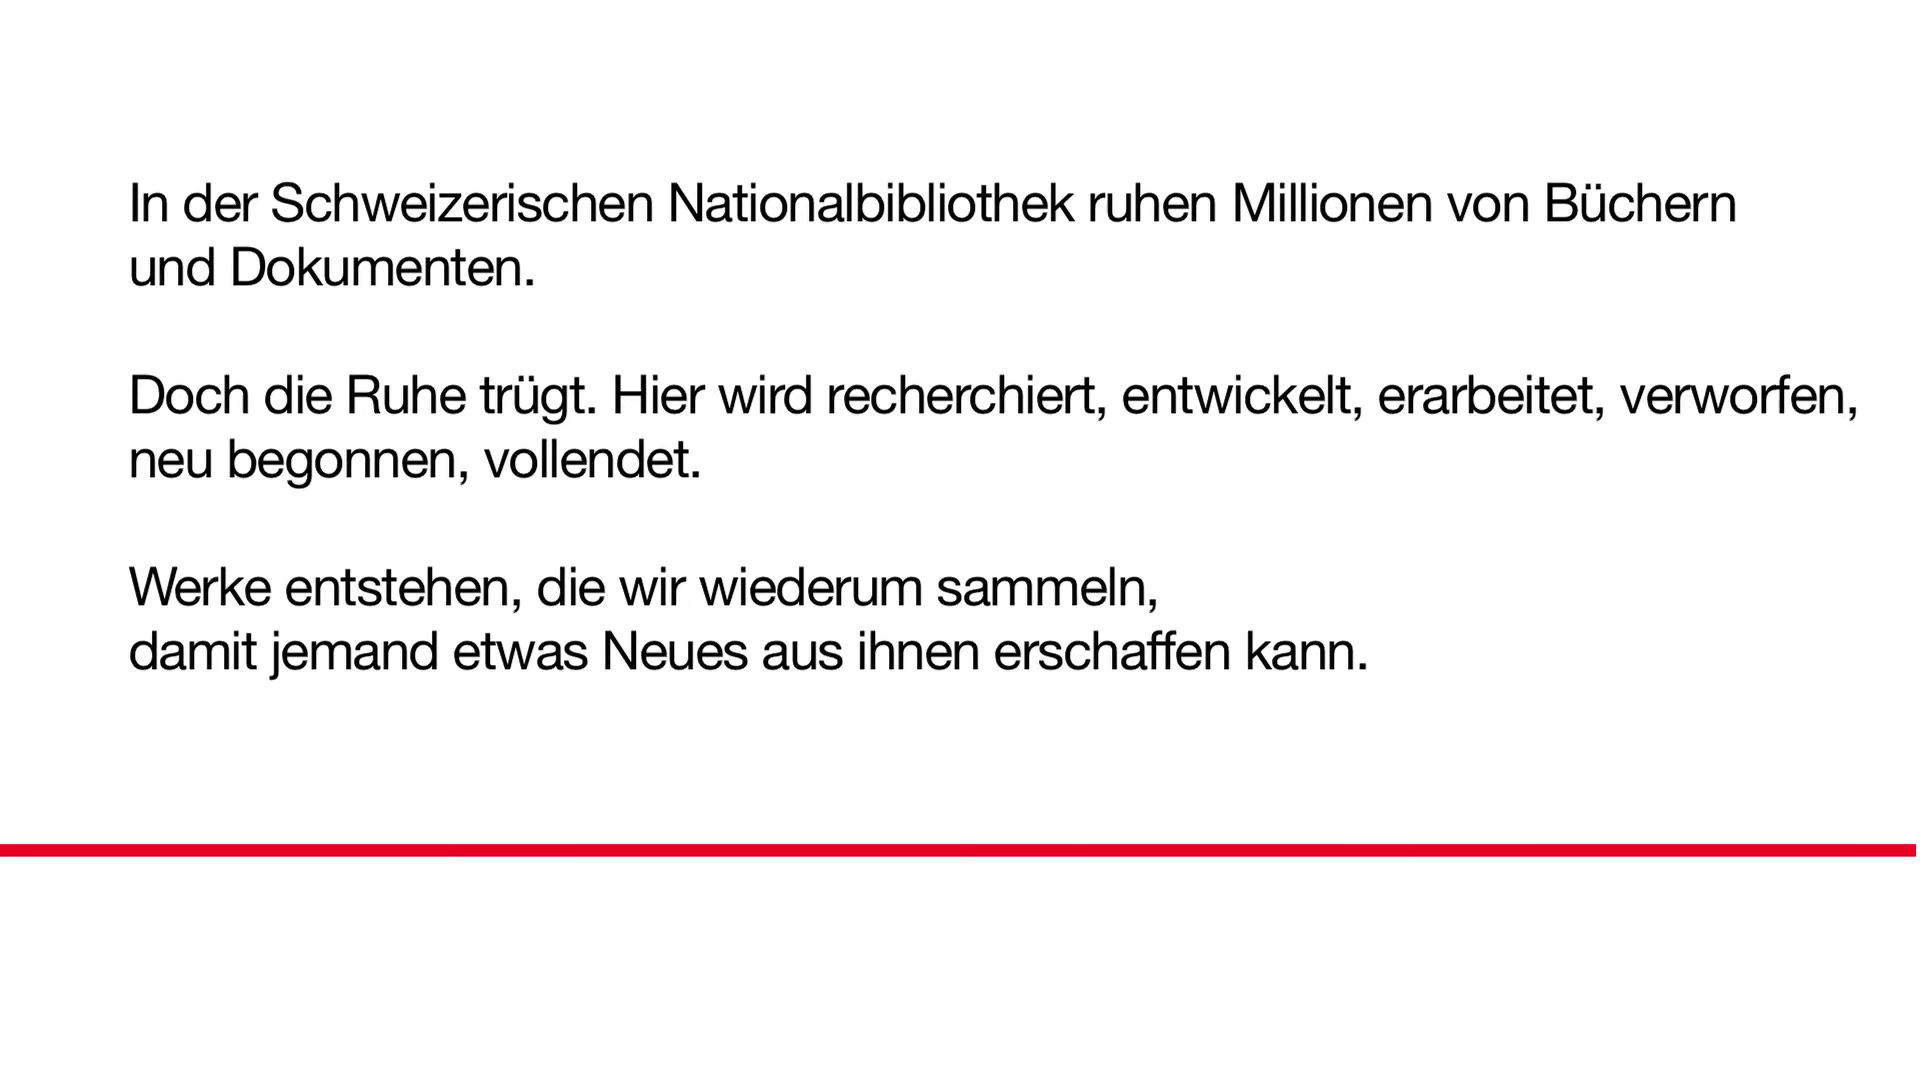 In der Schweizerischen Nationalbibliothek ruhen Millionen von Büchern
und Dokumenten.
Doch die Ruhe trügt. Hier wird recherchiert, entwickelt, erarbeitet, verworfen,
neu begonnen, vollendet.
Werke entstehen, die wir wiederum sammeln,
damit jemand etwas Neues aus ihnen erschaffen kann.